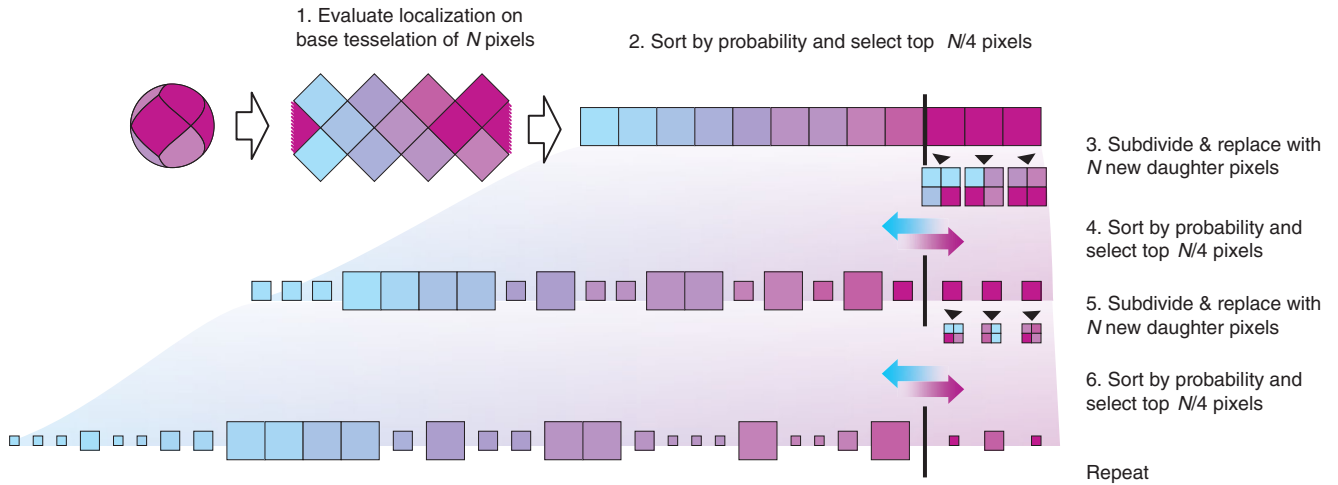 1. Evaluate localization on
base tesselation of N pixels
2. Sort by probability and select top N/4 pixels
3. Subdivide & replace with
N new daughter pixels
4. Sort by probability and
select top N/4 pixels
5. Subdivide & replace with
N new daughter pixels
6. Sort by probability and
select top N/4 pixels
Repeat